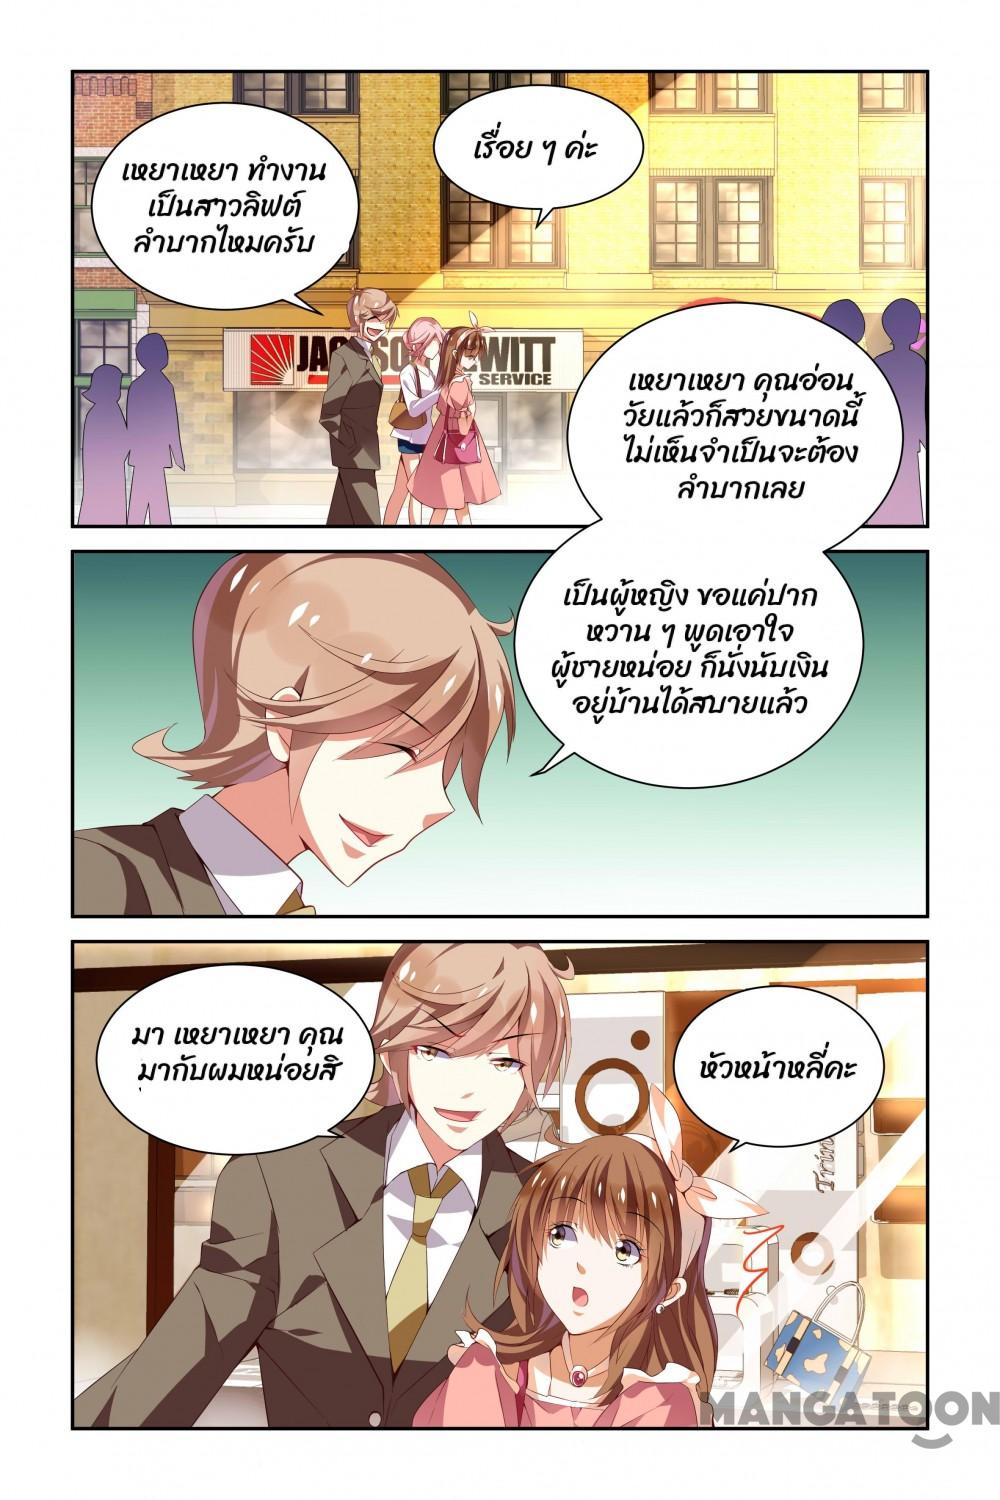 เหยาเหยา ทำงาน
เป็นสาวลิฟต์
ลำบากไหมครับ
เรื่อย ๆ ค่ะ
JACKSON HEWITT
SERVICE
เหยาเหยา คุณอ่อน
วัยแล้วก็สวยขนาดนี้
ไม่เห็นจำเป็นจะต้อง
ลำบากเลย
เป็นผู้หญิง ขอแค่ปาก
หวาน ๆ พูดเอาใจ
ผู้ชายหน่อย ก็นั่งนับเงิน
อยู่บ้านได้สบายแล้ว
มา เหยาเหยา คุณ
มากับผมหน่อยสิ
หัวหน้าหลี่คะ
MANGATOON